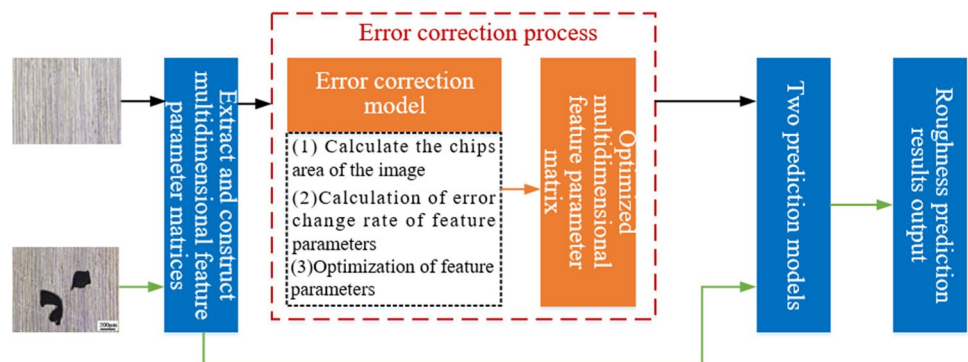 Error correction process
Extract and construct
multidimensional feature
parameter matrices
Error correction
model
(1) Calculate the chips
area of the image
(2)Calculation of error
change rate of feature
parameters
(3)Optimization of feature
parameters
Optimized
multidimensional
feature parameter
matrix
Two prediction models
Roughness prediction
results output
200μm